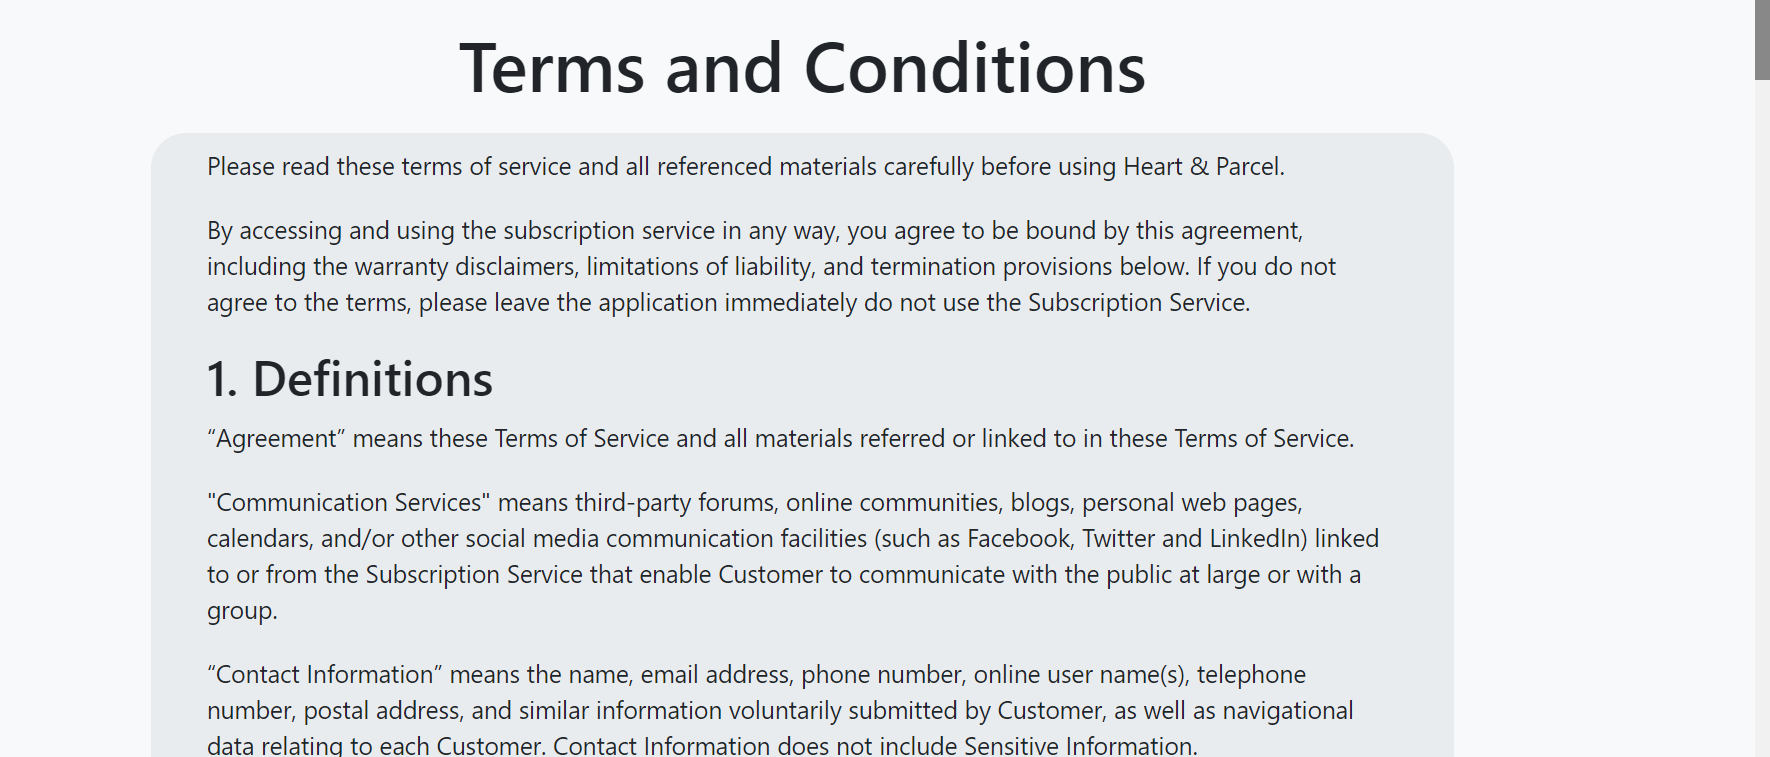 Terms and Conditions
Please read these terms of service and all referenced materials carefully before using Heart & Parcel.
By accessing and using the subscription service in any way, you agree to be bound by this agreement,
including the warranty disclaimers, limitations of liability, and termination provisions below. If you do not
agree to the terms, please leave the application immediately do not use the Subscription Service.
1. Definitions
“Agreement” means these Terms of Service and all materials referred or linked to in these Terms of Service.
"Communication Services" means third-party forums, online communities, blogs, personal web pages,
calendars, and/or other social media communication facilities (such as Facebook, Twitter and LinkedIn) linked
to or from the Subscription Service that enable Customer to communicate with the public at large or with a
group.
“Contact Information” means the name, email address, phone number, online user name(s), telephone
number, postal address, and similar information voluntarily submitted by Customer, as well as navigational
data relating to each Customer. Contact Information does not include Sensitive Information.